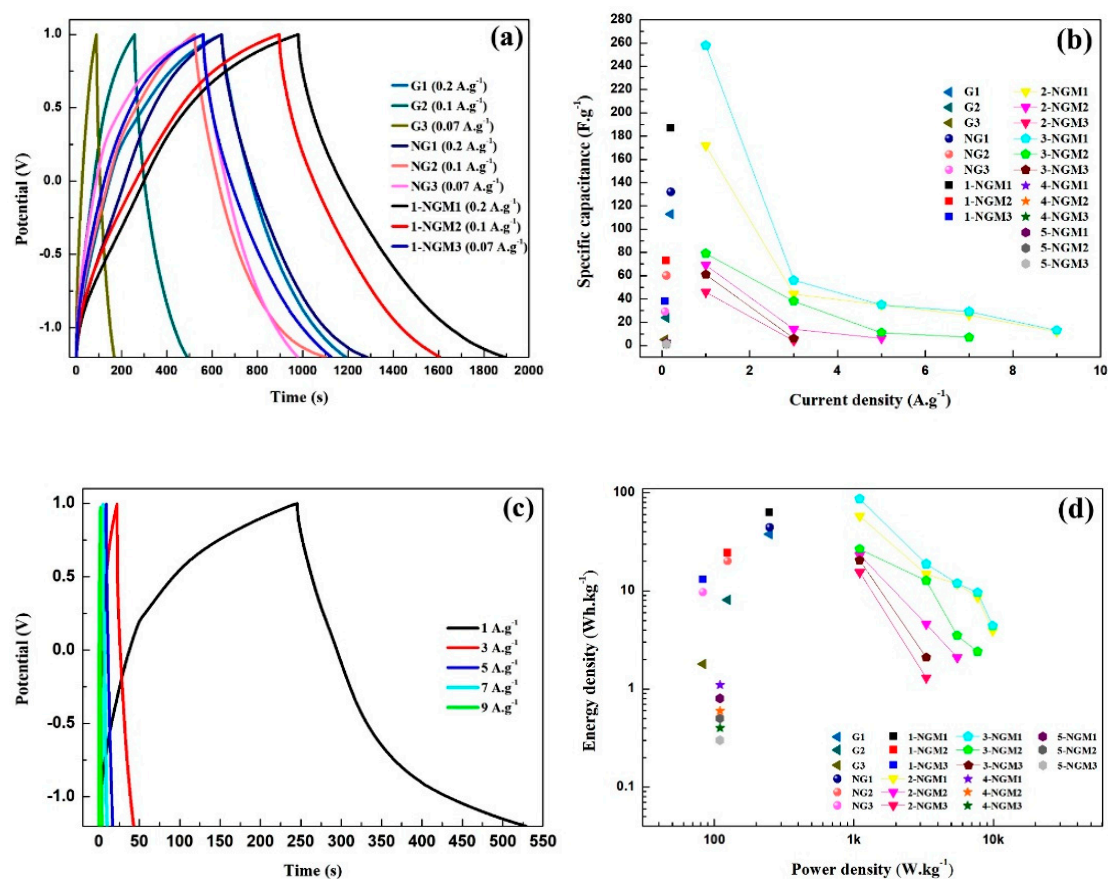 (a)
Potential (V)
1.0
0.5
0.0
-0.5
-1.0
G1 (0.2 A.g⁻¹)
G2 (0.1 A.g⁻¹)
G3 (0.07 A.g⁻¹)
NG1 (0.2 A.g⁻¹)
NG2 (0.1 A.g⁻¹)
NG3 (0.07 A.g⁻¹)
1-NGM1 (0.2 A.g⁻¹)
1-NGM2 (0.1 A.g⁻¹)
1-NGM3 (0.07 A.g⁻¹)
0 200 400 600 800 1000 1200 1400 1600 1800 2000
Time (s)
(b)
Specific capacitance (F.g⁻¹)
280
260
240
220
200
180
160
140
120
100
80
60
40
20
0
G1 2-NGM1
G2 2-NGM2
G3 2-NGM3
NG1 3-NGM1
NG2 3-NGM2
NG3 3-NGM3
1-NGM1 4-NGM1
1-NGM2 4-NGM2
1-NGM3 4-NGM3
5-NGM1
5-NGM2
5-NGM3
0 2 4 6 8 10
Current density (A.g⁻¹)
(c)
Potential (V)
1.0
0.5
0.0
-0.5
-1.0
1 A.g⁻¹
3 A.g⁻¹
5 A.g⁻¹
7 A.g⁻¹
9 A.g⁻¹
0 50 100 150 200 250 300 350 400 450 500 550
Time (s)
(d)
Energy density (Wh.kg⁻¹)
100
10
1
0.1
G1 1-NGM1 3-NGM1 5-NGM1
G2 1-NGM2 3-NGM2 5-NGM2
G3 1-NGM3 3-NGM3 5-NGM3
NG1 2-NGM1 4-NGM1
NG2 2-NGM2 4-NGM2
NG3 2-NGM3 4-NGM3
100 1k 10k
Power density (W.kg⁻¹)